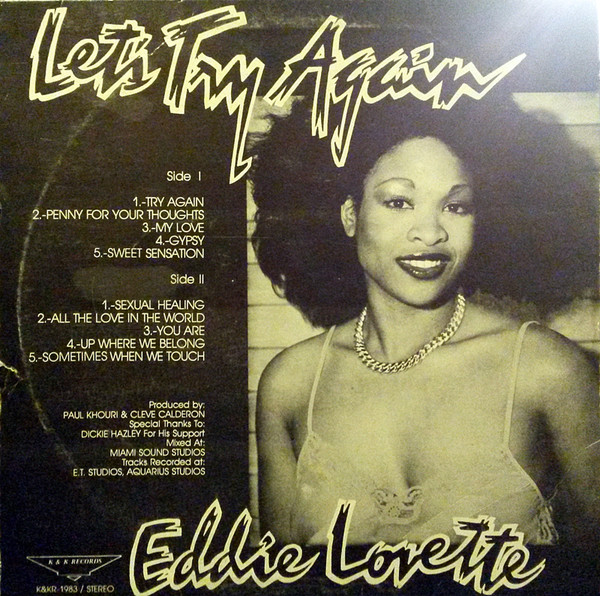 Let's Try Again
Side I
1.-TRY AGAIN
2.-PENNY FOR YOUR THOUGHTS
3.-MY LOVE
4.-GYPSY
5.-SWEET SENSATION
Side II
1.-SEXUAL HEALING
2.-ALL THE LOVE IN THE WORLD
3.-YOU ARE
4.-UP WHERE WE BELONG
5.-SOMETIMES WHEN WE TOUCH
Produced by:
PAUL KHOURI & CLEVE CALDERON
Special Thanks To:
DICKIE HAZLEY For His Support
Mixed At:
MIAMI SOUND STUDIOS
Tracks Recorded at:
E.T. STUDIOS, AQUARIUS STUDIOS
Eddie Lovette
K & K RECORDS
K&KR-1983 / STEREO